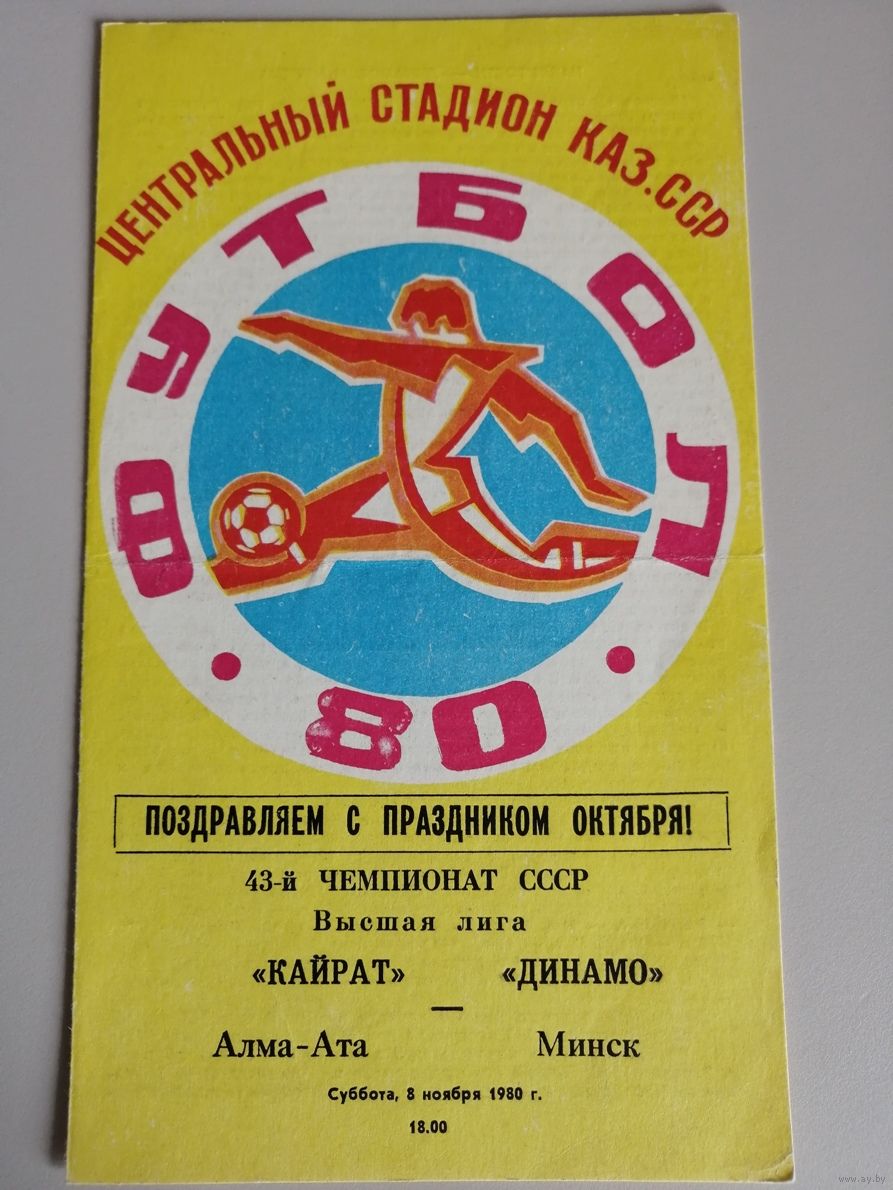 ЦЕНТРАЛЬНЫЙ СТАДИОН КАЗ.ССР
ФУТБОЛ
• 80 •
ПОЗДРАВЛЯЕМ С ПРАЗДНИКОМ ОКТЯБРЯ!
43-й ЧЕМПИОНАТ СССР
Высшая лига
«КАЙРАТ» «ДИНАМО»
—
Алма-Ата Минск
Суббота, 8 ноября 1980 г.
18.00
www.ay.by